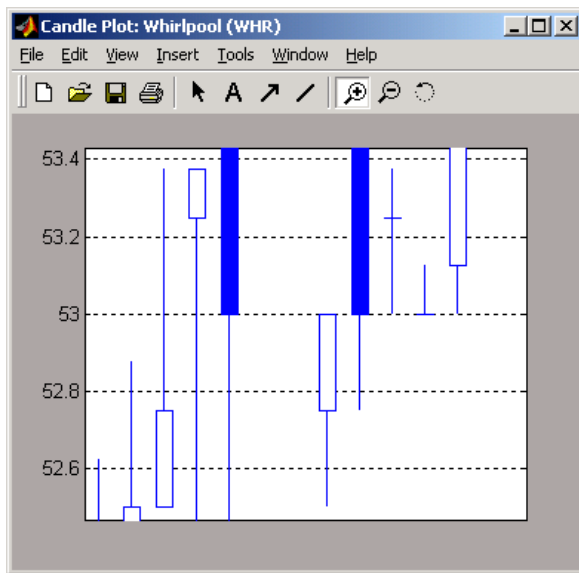 Candle Plot: Whirlpool (WHR)
File Edit View Insert Tools Window Help
A
53.4
53.2
53
52.8
52.6